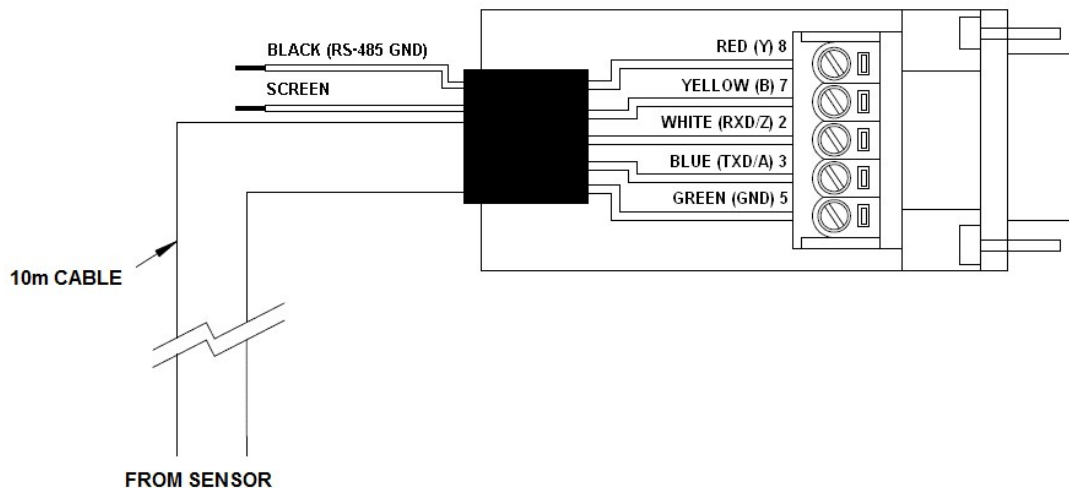 BLACK (RS-485 GND)
SCREEN
RED (Y) 8
YELLOW (B) 7
WHITE (RXD/Z) 2
BLUE (TXD/A) 3
GREEN (GND) 5
10m CABLE
FROM SENSOR